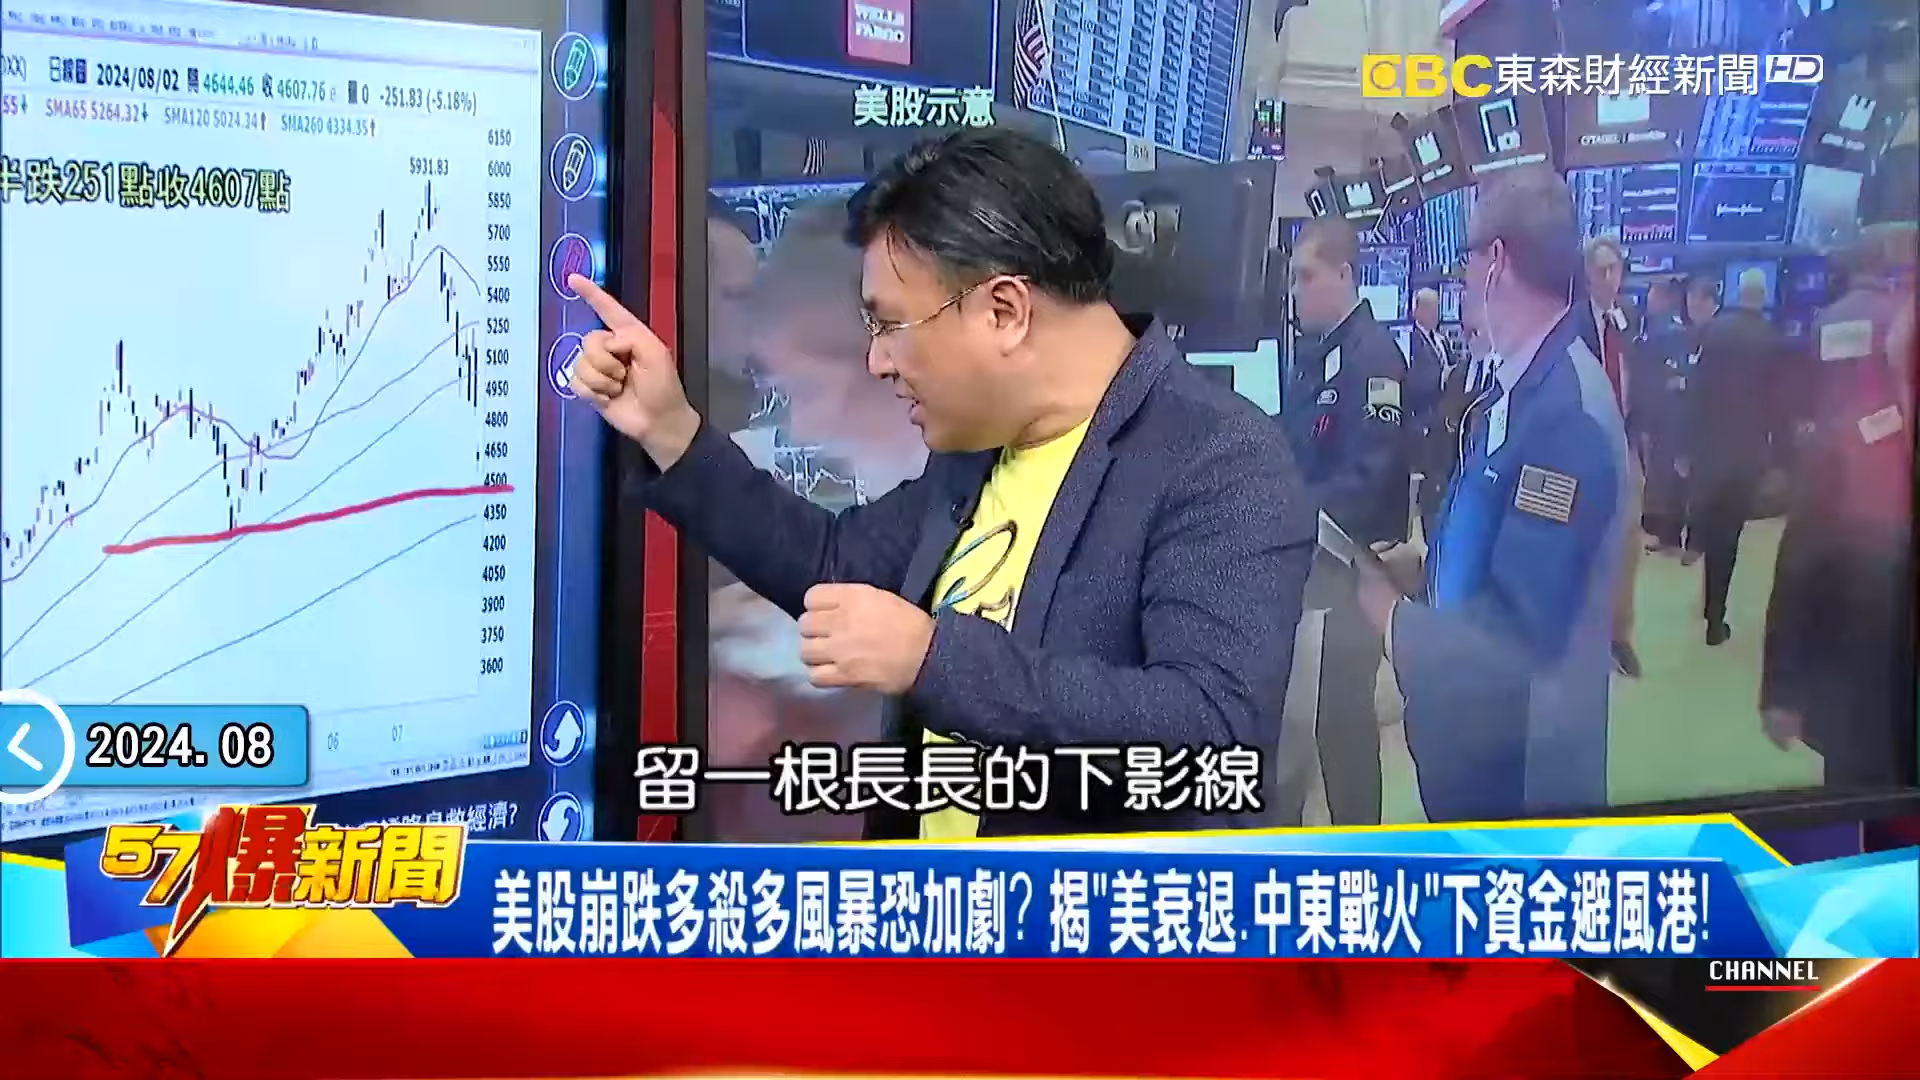 WELLS
FARGO
EBC東森財經新聞HD
美股示意
日線圖 2024/08/02 開 4644.46 收 4607.76 量 0 -251.83 (-5.18%)
SMA65 5264.32↓ SMA120 5024.34↑ SMA260 4334.35↑
半跌251點收4607點
5931.83
6150
6000
5850
5700
5550
5400
5250
5100
4950
4800
4650
4500
4350
4200
4050
3900
3750
3600
06
07
2024.08
留一根長長的下影線
57爆新聞
美股崩跌多殺多風暴恐加劇? 揭"美衰退.中東戰火"下資金避風港!
CHANNEL